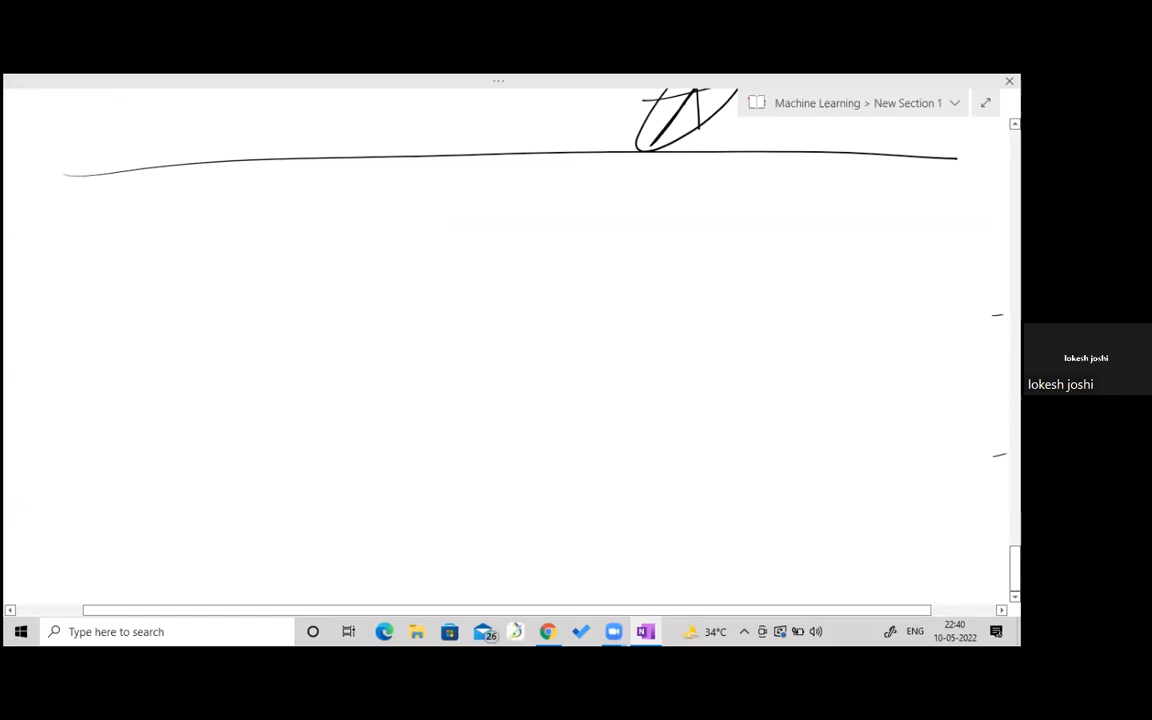 Machine Learning > New Section 1
lokesh joshi
lokesh joshi
Type here to search
26
N
34°C
ENG
22:40
10-05-2022